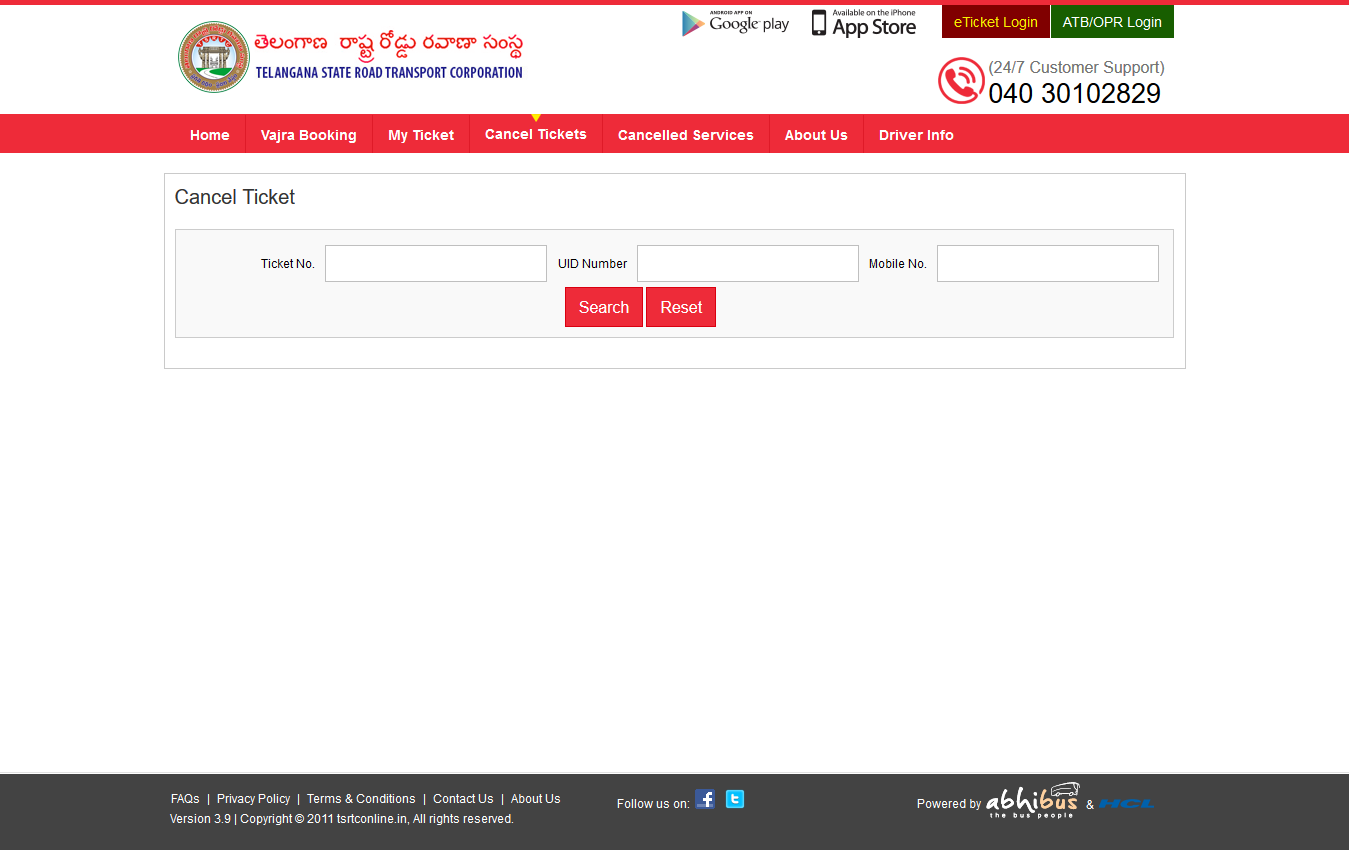 ANDROID APP ON
Google play
Available on the iPhone
App Store
eTicket Login
ATB/OPR Login
తెలంగాణ రాష్ట్ర రోడ్డు రవాణా సంస్థ
TELANGANA STATE ROAD TRANSPORT CORPORATION
(24/7 Customer Support)
040 30102829
Home
Vajra Booking
My Ticket
Cancel Tickets
Cancelled Services
About Us
Driver Info
Cancel Ticket
Ticket No.
UID Number
Mobile No.
Search
Reset
FAQs | Privacy Policy | Terms & Conditions | Contact Us | About Us
Version 3.9 | Copyright © 2011 tsrtconline.in, All rights reserved.
Follow us on:
Powered by abhibus & HCL
the bus people